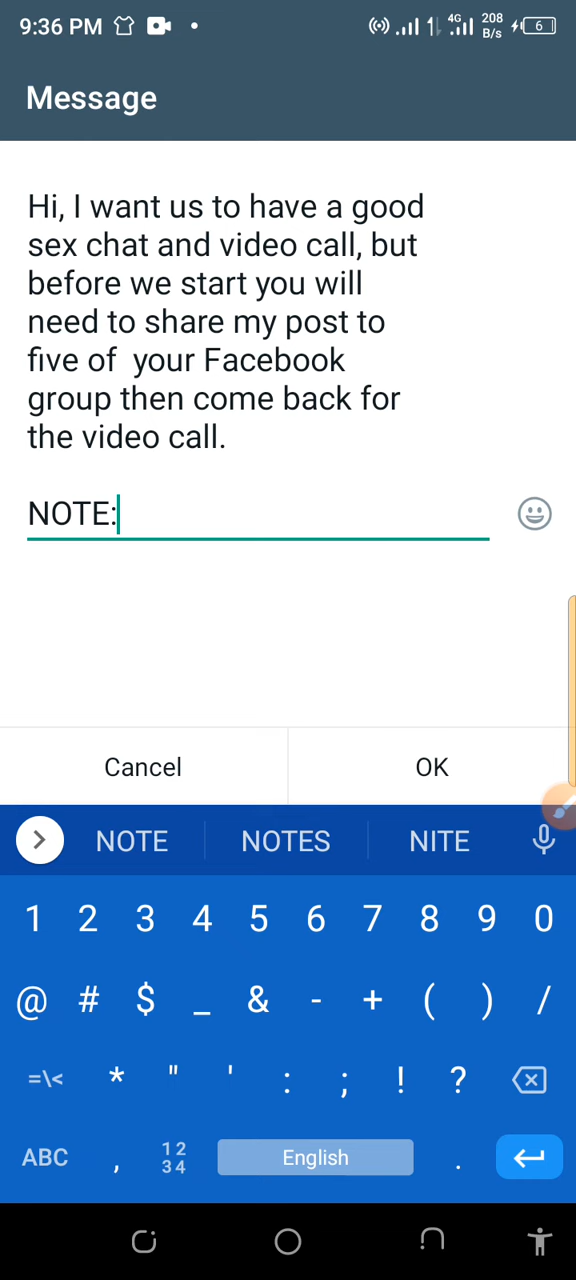 9:36 PM
4G 208 B/s 6
Message
Hi, I want us to have a good
sex chat and video call, but
before we start you will
need to share my post to
five of  your Facebook
group then come back for
the video call.
NOTE:
Cancel OK
NOTE NOTES NITE
1 2 3 4 5 6 7 8 9 0
@ # $ _ & - + ( ) /
=\< * " ' : ; ! ?
ABC , 12 34 English .